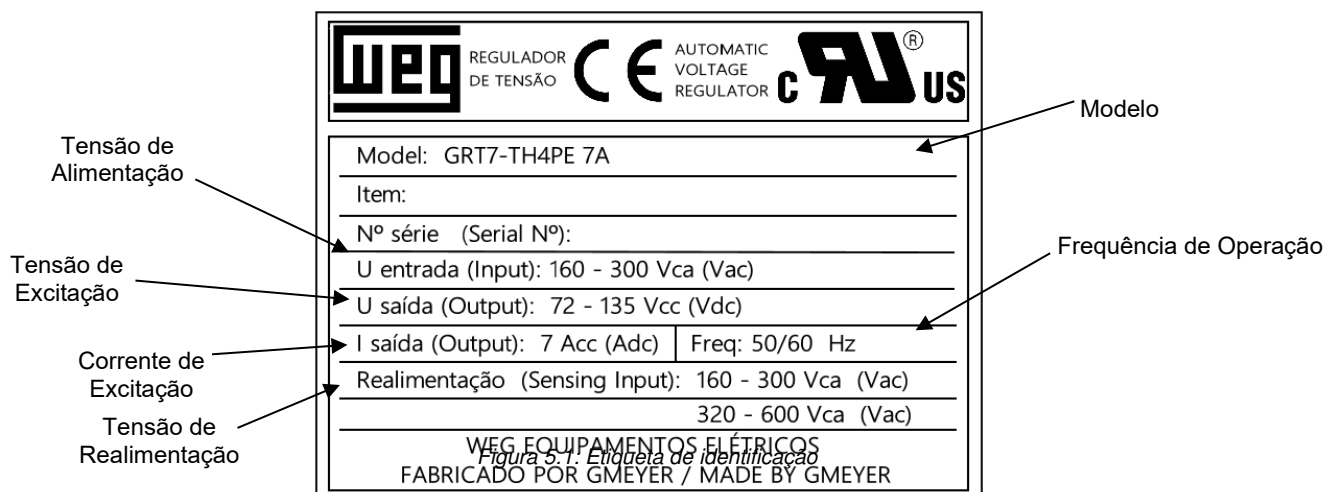 weg
REGULADOR
DE TENSÃO
CE
AUTOMATIC
VOLTAGE
REGULATOR
C RU US ®
Modelo
Tensão de
Alimentação
Model: GRT7-TH4PE 7A
Item:
Nº série (Serial Nº):
Frequência de Operação
Tensão de
Excitação
U entrada (Input): 160 - 300 Vca (Vac)
U saída (Output): 72 - 135 Vcc (Vdc)
I saída (Output): 7 Acc (Adc) Freq: 50/60 Hz
Corrente de
Excitação
Realimentação (Sensing Input): 160 - 300 Vca (Vac)
320 - 600 Vca (Vac)
Tensão de
Realimentação
WEG EQUIPAMENTOS ELÉTRICOS
Figura 5.1: Etiqueta de identificação
FABRICADO POR GMEYER / MADE BY GMEYER